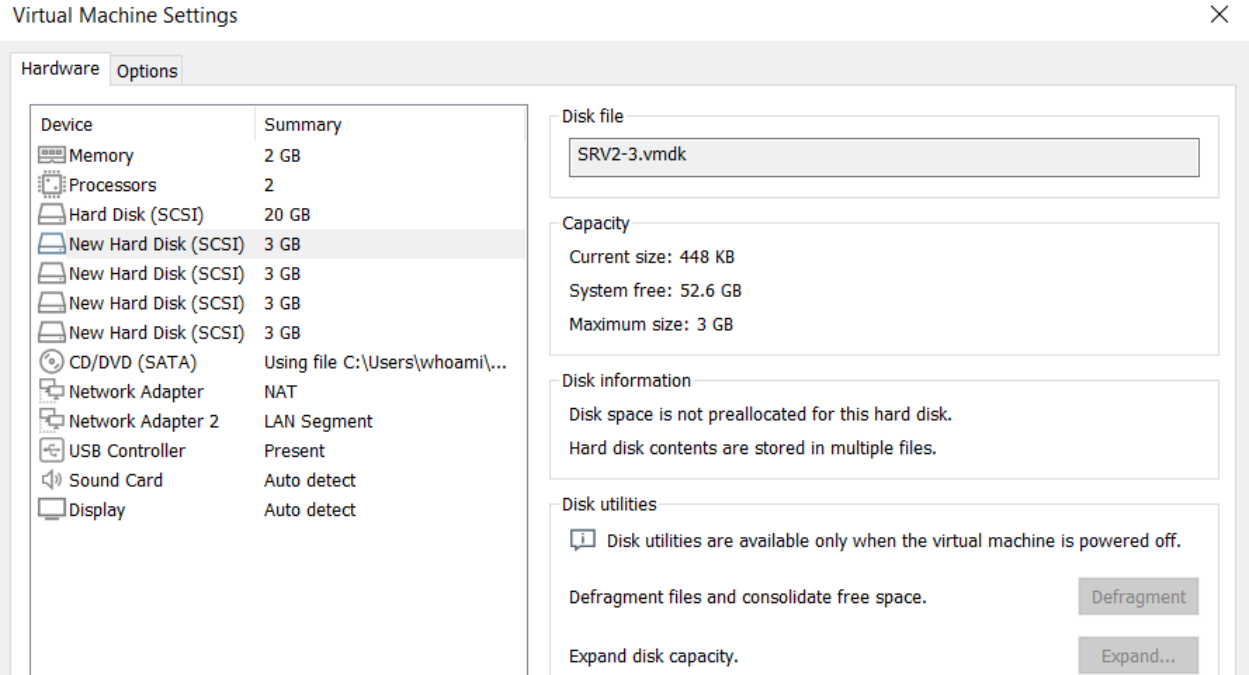 Virtual Machine Settings
Hardware Options
Device Summary
Memory 2 GB
Processors 2
Hard Disk (SCSI) 20 GB
New Hard Disk (SCSI) 3 GB
New Hard Disk (SCSI) 3 GB
New Hard Disk (SCSI) 3 GB
New Hard Disk (SCSI) 3 GB
CD/DVD (SATA) Using file C:\Users\whoami\...
Network Adapter NAT
Network Adapter 2 LAN Segment
USB Controller Present
Sound Card Auto detect
Display Auto detect
Disk file
SRV2-3.vmdk
Capacity
Current size: 448 KB
System free: 52.6 GB
Maximum size: 3 GB
Disk information
Disk space is not preallocated for this hard disk.
Hard disk contents are stored in multiple files.
Disk utilities
Disk utilities are available only when the virtual machine is powered off.
Defragment files and consolidate free space. Defragment
Expand disk capacity. Expand...